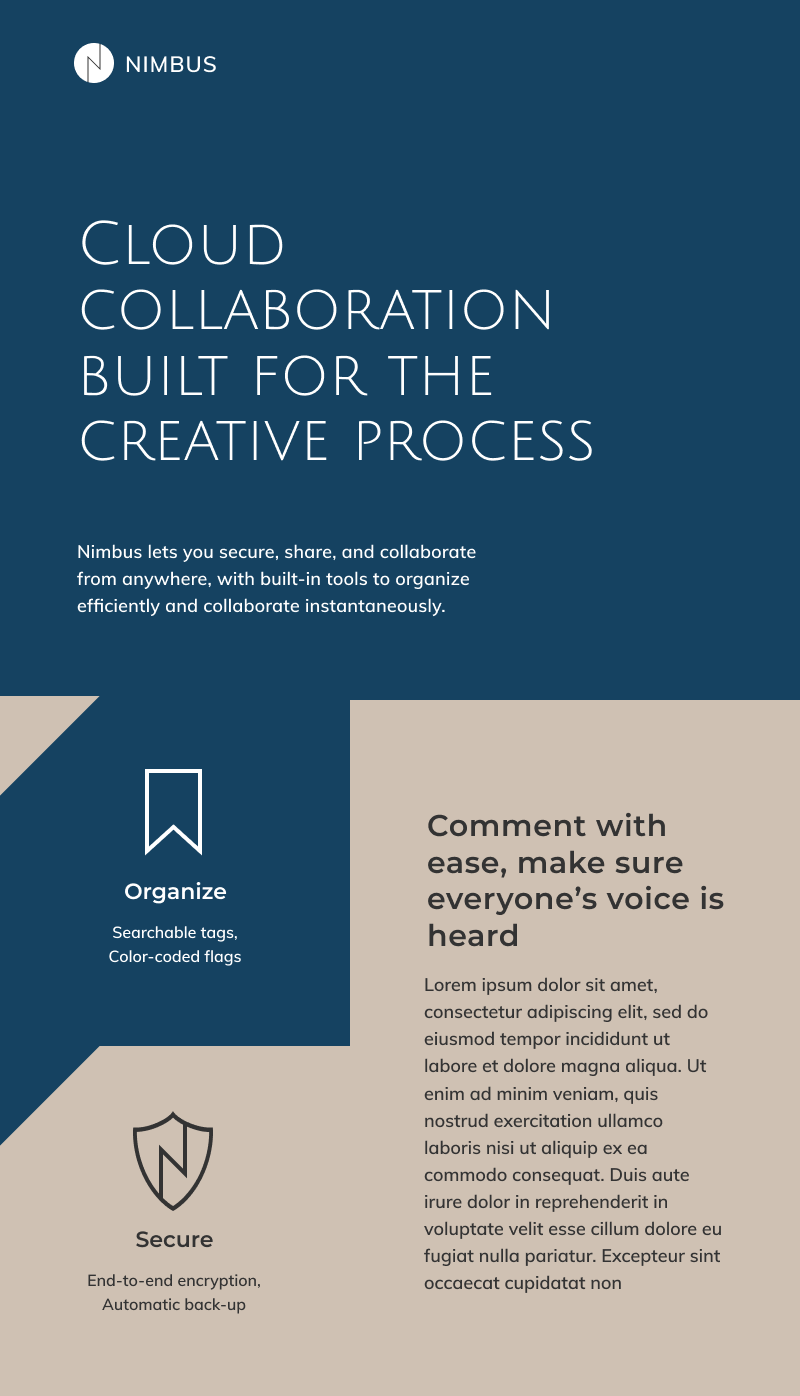 NIMBUS
Cloud
collaboration
built for the
creative process
Nimbus lets you secure, share, and collaborate
from anywhere, with built-in tools to organize
efficiently and collaborate instantaneously.
Organize
Searchable tags,
Color-coded flags
Secure
End-to-end encryption,
Automatic back-up
Comment with
ease, make sure
everyone’s voice is
heard
Lorem ipsum dolor sit amet,
consectetur adipiscing elit, sed do
eiusmod tempor incididunt ut
labore et dolore magna aliqua. Ut
enim ad minim veniam, quis
nostrud exercitation ullamco
laboris nisi ut aliquip ex ea
commodo consequat. Duis aute
irure dolor in reprehenderit in
voluptate velit esse cillum dolore eu
fugiat nulla pariatur. Excepteur sint
occaecat cupidatat non